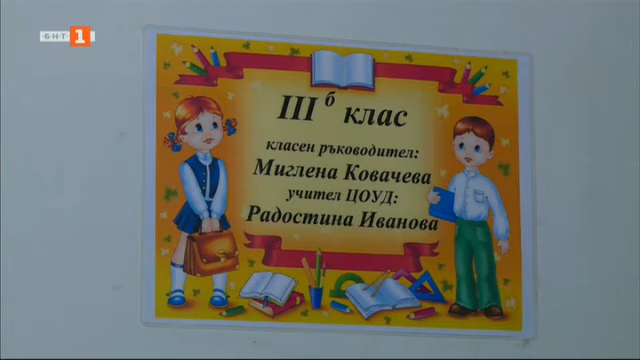 БНТ 1
III б клас
класен ръководител:
Миглена Ковачева
учител ЦОУД:
Радостина Иванова